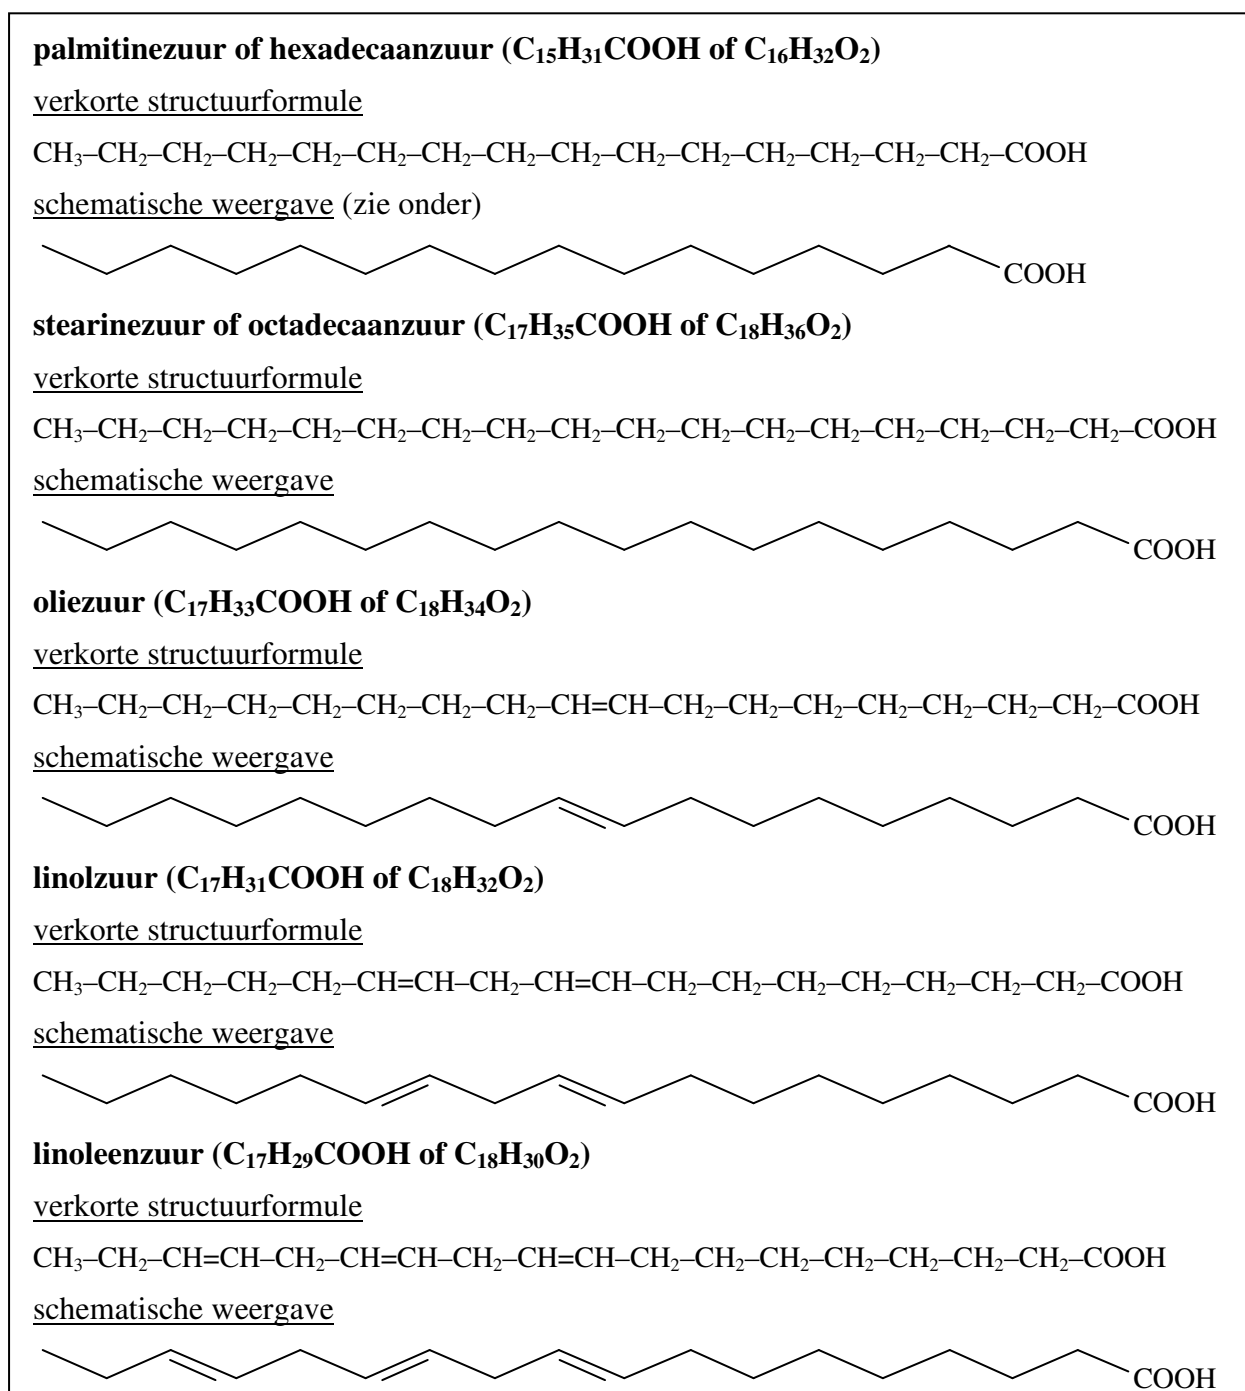 palmitinezuur of hexadecaanzuur (C₁₅H₃₁COOH of C₁₆H₃₂O₂)
verkorte structuurformule
CH₃–CH₂–CH₂–CH₂–CH₂–CH₂–CH₂–CH₂–CH₂–CH₂–CH₂–CH₂–CH₂–CH₂–CH₂–COOH
schematische weergave (zie onder)
COOH
stearinezuur of octadecaanzuur (C₁₇H₃₅COOH of C₁₈H₃₆O₂)
verkorte structuurformule
CH₃–CH₂–CH₂–CH₂–CH₂–CH₂–CH₂–CH₂–CH₂–CH₂–CH₂–CH₂–CH₂–CH₂–CH₂–CH₂–CH₂–COOH
schematische weergave
COOH
oliezuur (C₁₇H₃₃COOH of C₁₈H₃₄O₂)
verkorte structuurformule
CH₃–CH₂–CH₂–CH₂–CH₂–CH₂–CH₂–CH₂–CH=CH–CH₂–CH₂–CH₂–CH₂–CH₂–CH₂–CH₂–COOH
schematische weergave
COOH
linolzuur (C₁₇H₃₁COOH of C₁₈H₃₂O₂)
verkorte structuurformule
CH₃–CH₂–CH₂–CH₂–CH₂–CH=CH–CH₂–CH=CH–CH₂–CH₂–CH₂–CH₂–CH₂–CH₂–CH₂–COOH
schematische weergave
COOH
linoleenzuur (C₁₇H₂₉COOH of C₁₈H₃₀O₂)
verkorte structuurformule
CH₃–CH₂–CH=CH–CH₂–CH=CH–CH₂–CH=CH–CH₂–CH₂–CH₂–CH₂–CH₂–CH₂–CH₂–COOH
schematische weergave
COOH